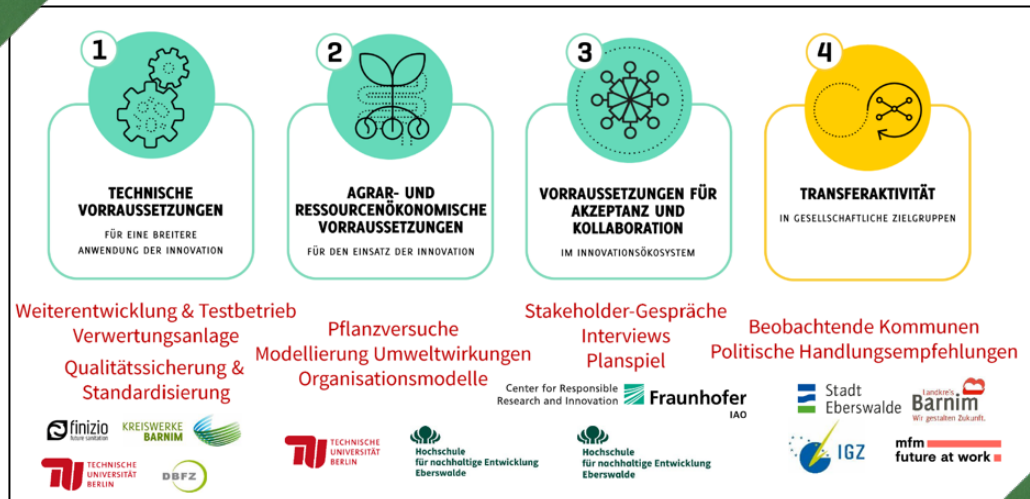 1
TECHNISCHE
VORRAUSSETZUNGEN
FÜR EINE BREITERE
ANWENDUNG DER INNOVATION
Weiterentwicklung & Testbetrieb
Verwertungsanlage
Qualitätssicherung &
Standardisierung
finizio
future sanitation
KREISWERKE
BARNIM
TECHNISCHE
UNIVERSITÄT
BERLIN
DBFZ
2
AGRAR- UND
RESSOURCENÖKONOMISCHE
VORRAUSSETZUNGEN
FÜR DEN EINSATZ DER INNOVATION
Pflanzversuche
Modellierung Umweltwirkungen
Organisationsmodelle
TECHNISCHE
UNIVERSITÄT
BERLIN
Hochschule
für nachhaltige Entwicklung
Eberswalde
3
VORRAUSSETZUNGEN FÜR
AKZEPTANZ UND
KOLLABORATION
IM INNOVATIONSÖKOSYSTEM
Stakeholder-Gespräche
Interviews
Planspiel
Center for Responsible
Research and Innovation
Fraunhofer
IAO
Hochschule
für nachhaltige Entwicklung
Eberswalde
4
TRANSFERAKTIVITÄT
IN GESELLSCHAFTLICHE ZIELGRUPPEN
Beobachtende Kommunen
Politische Handlungsempfehlungen
Stadt
Eberswalde
Landkreis
Barnim
Wir gestalten Zukunft.
IGZ
mfm
future at work